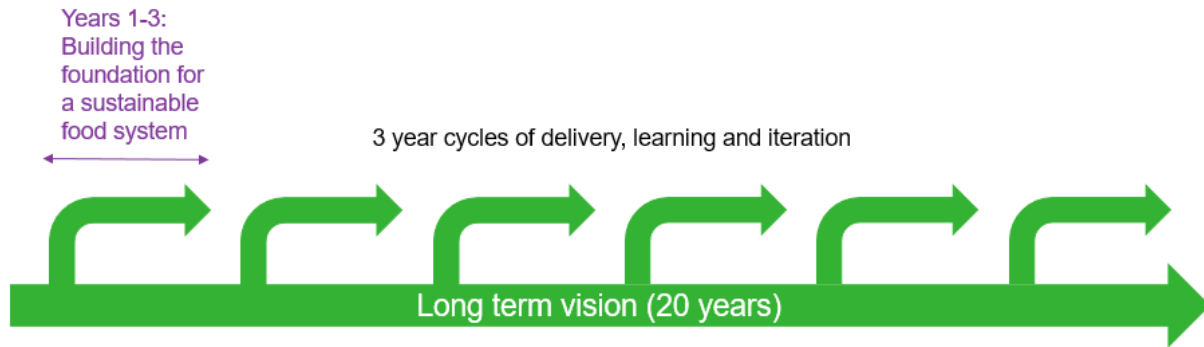 Years 1-3:
Building the
foundation for
a sustainable
food system
3 year cycles of delivery, learning and iteration
Long term vision (20 years)